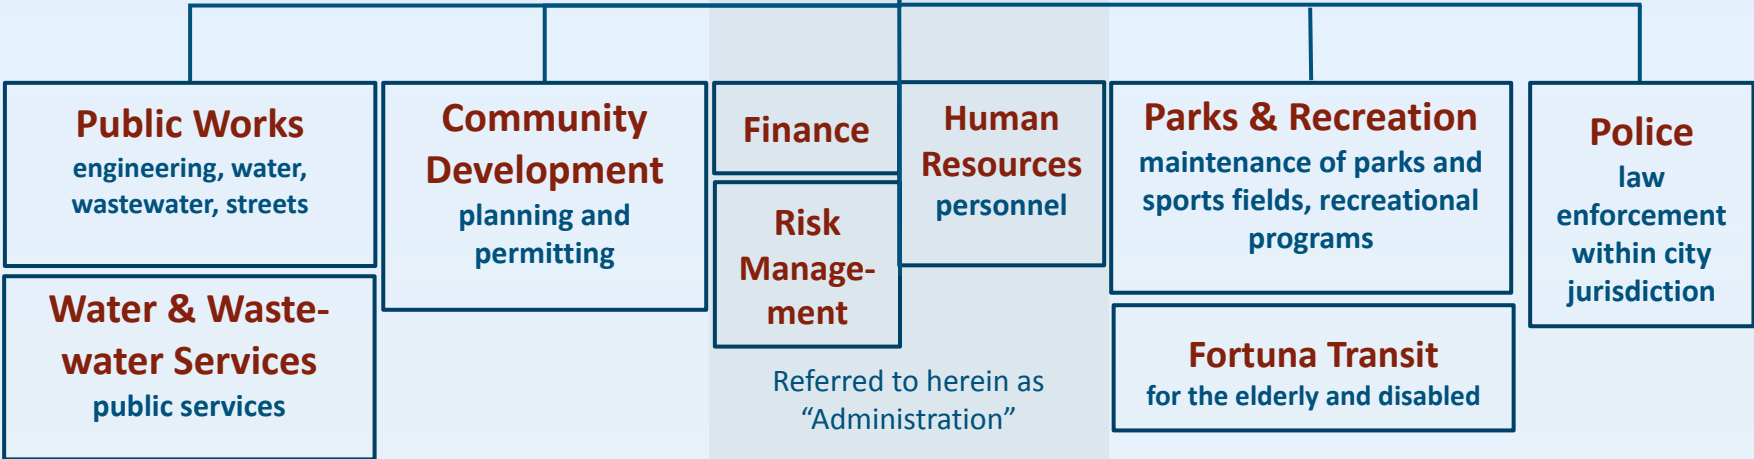 Public Works
engineering, water,
wastewater, streets
Water & Waste-
water Services
public services
Community
Development
planning and
permitting
Finance
Risk
Manage-
ment
Human
Resources
personnel
Referred to herein as
“Administration”
Parks & Recreation
maintenance of parks and
sports fields, recreational
programs
Fortuna Transit
for the elderly and disabled
Police
law
enforcement
within city
jurisdiction